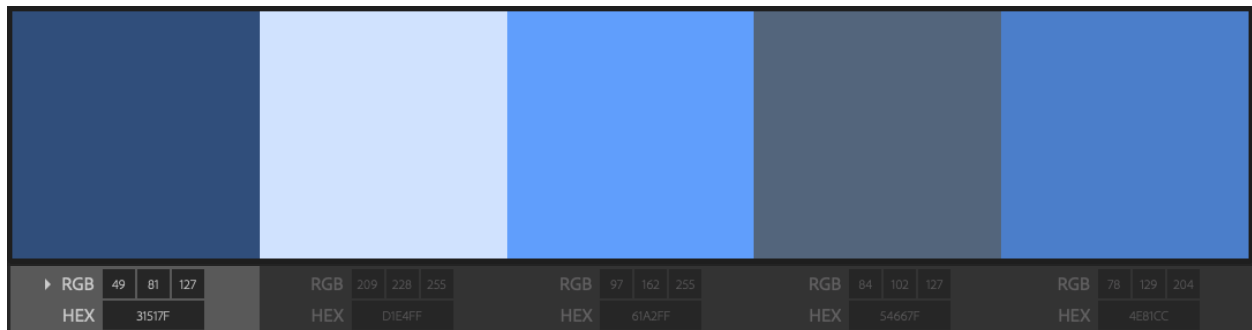 RGB 49 81 127 RGB 209 228 255 RGB 97 162 255 RGB 84 102 127 RGB 78 129 204
HEX 31517F HEX D1E4FF HEX 61A2FF HEX 54667F HEX 4E81CC